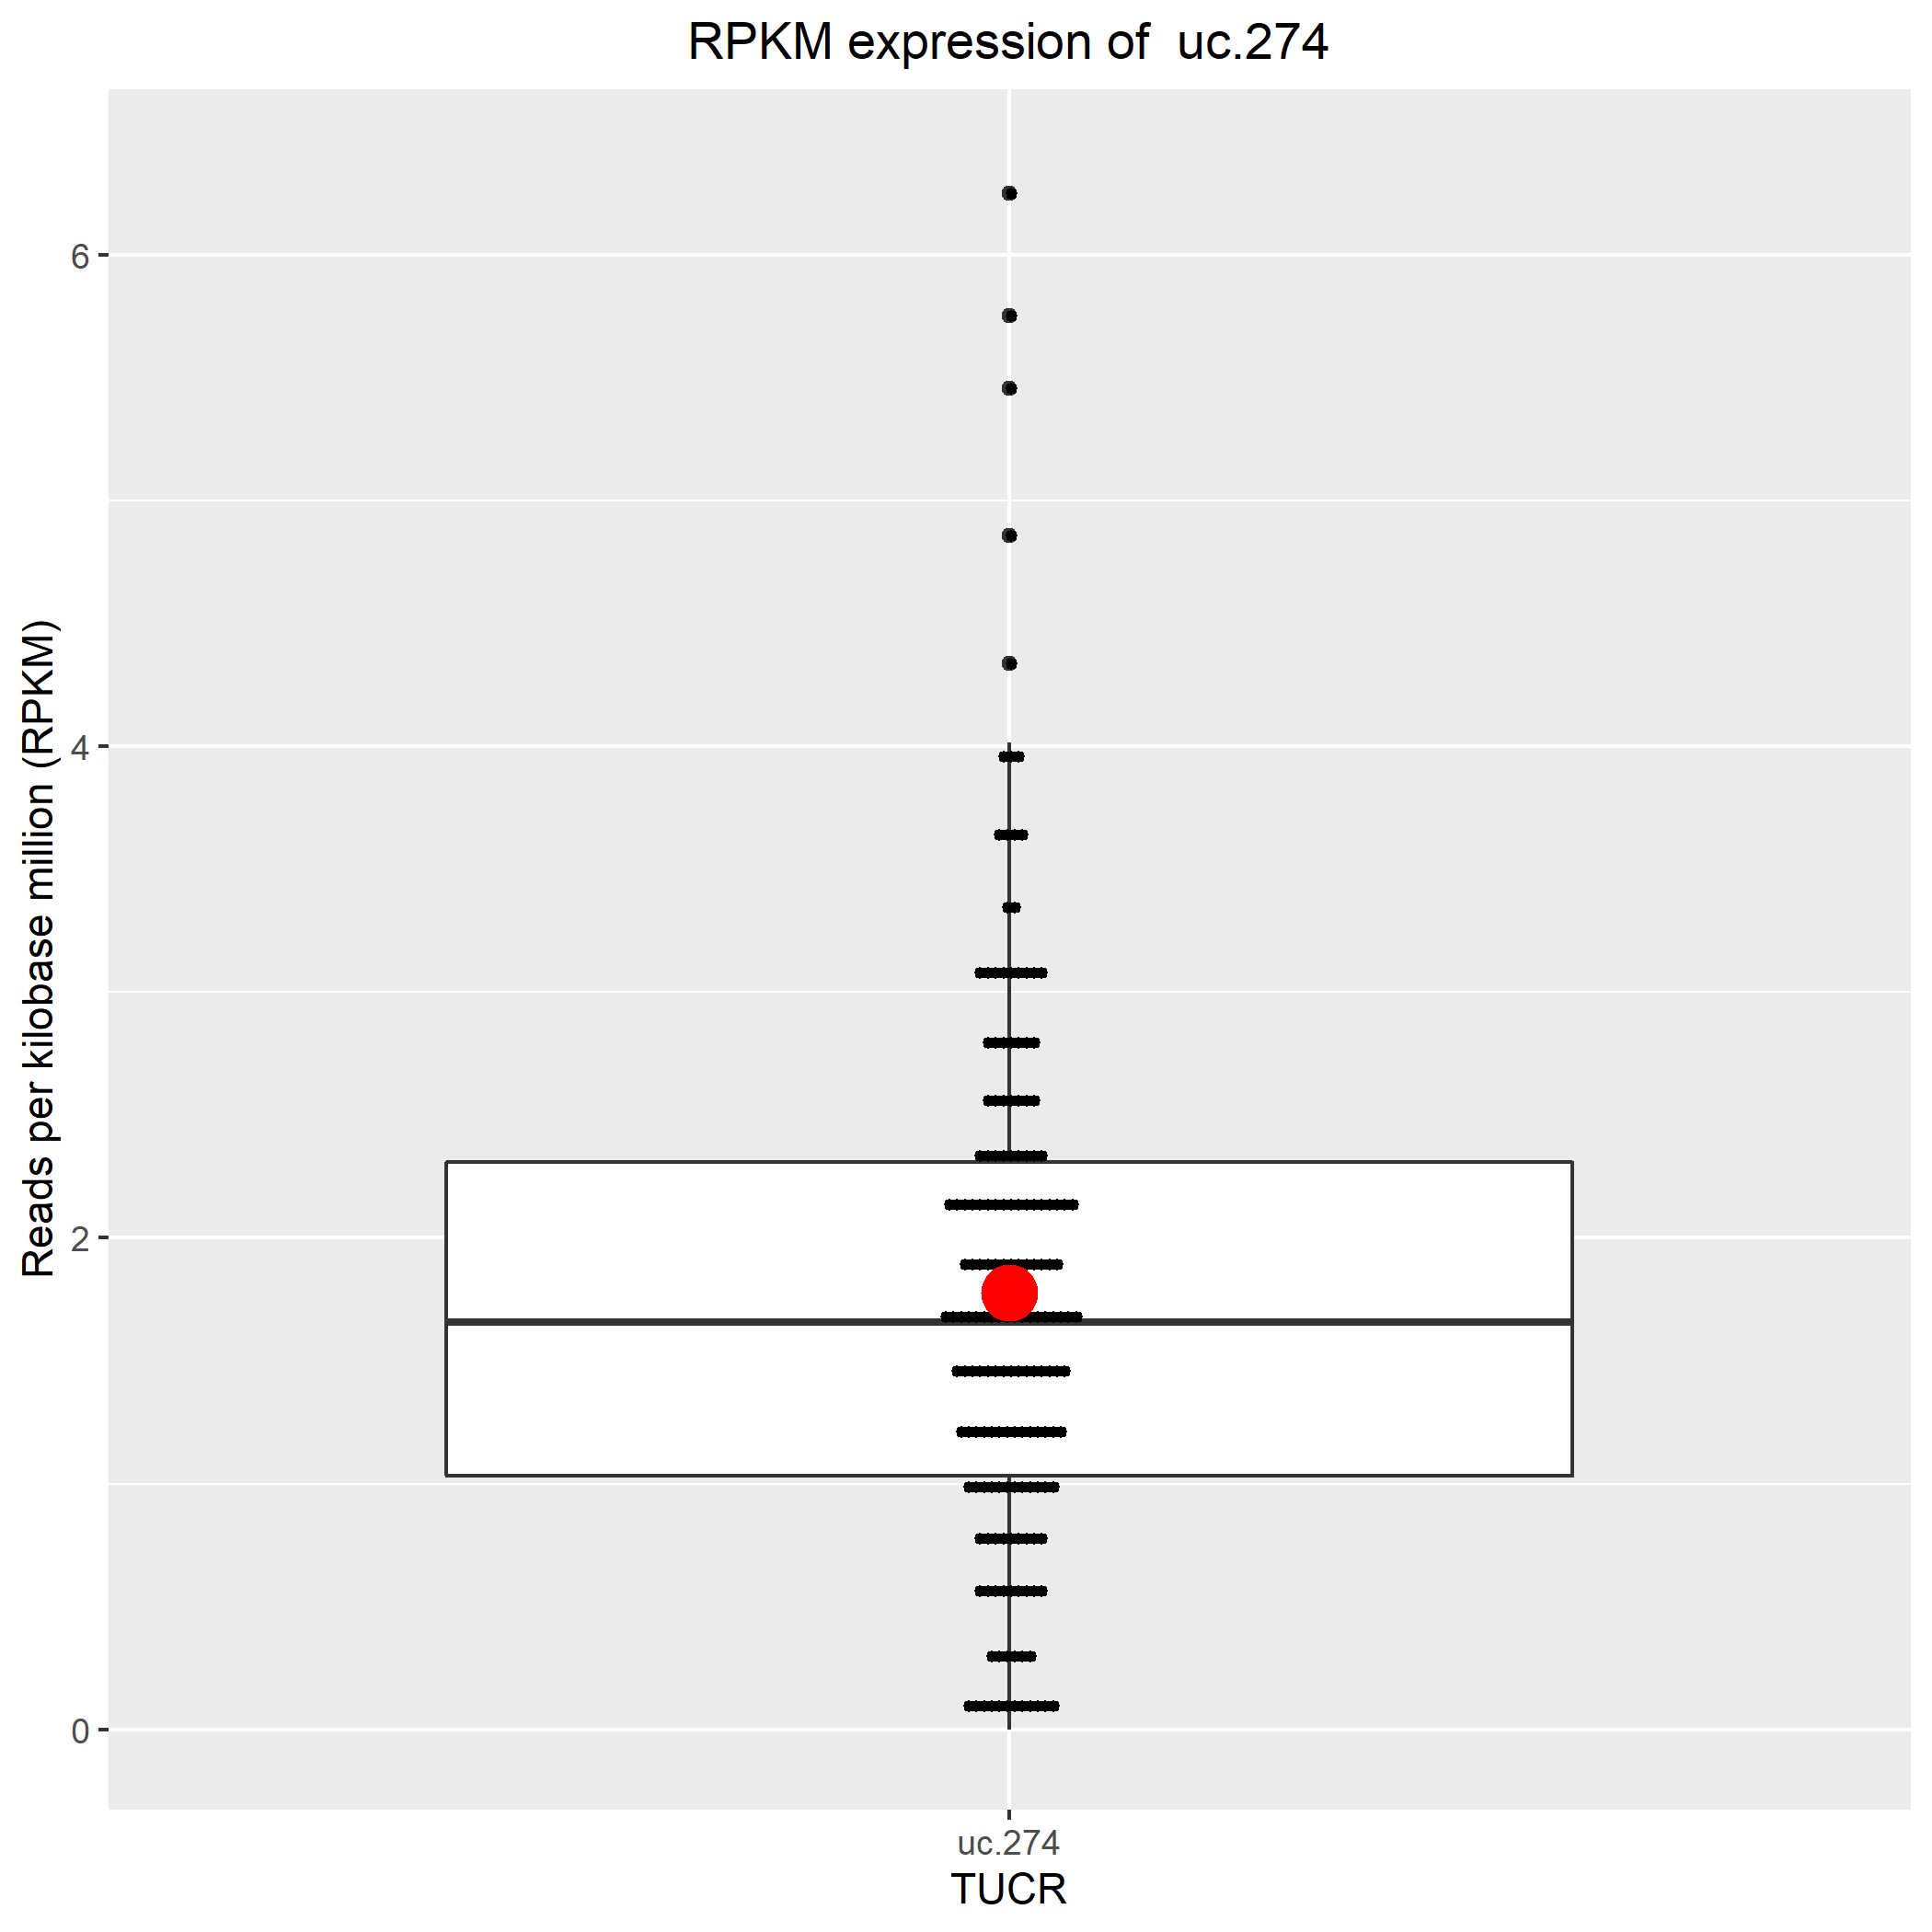 RPKM expression of  uc.274
Reads per kilobase million (RPKM)
6
4
2
0
uc.274
TUCR